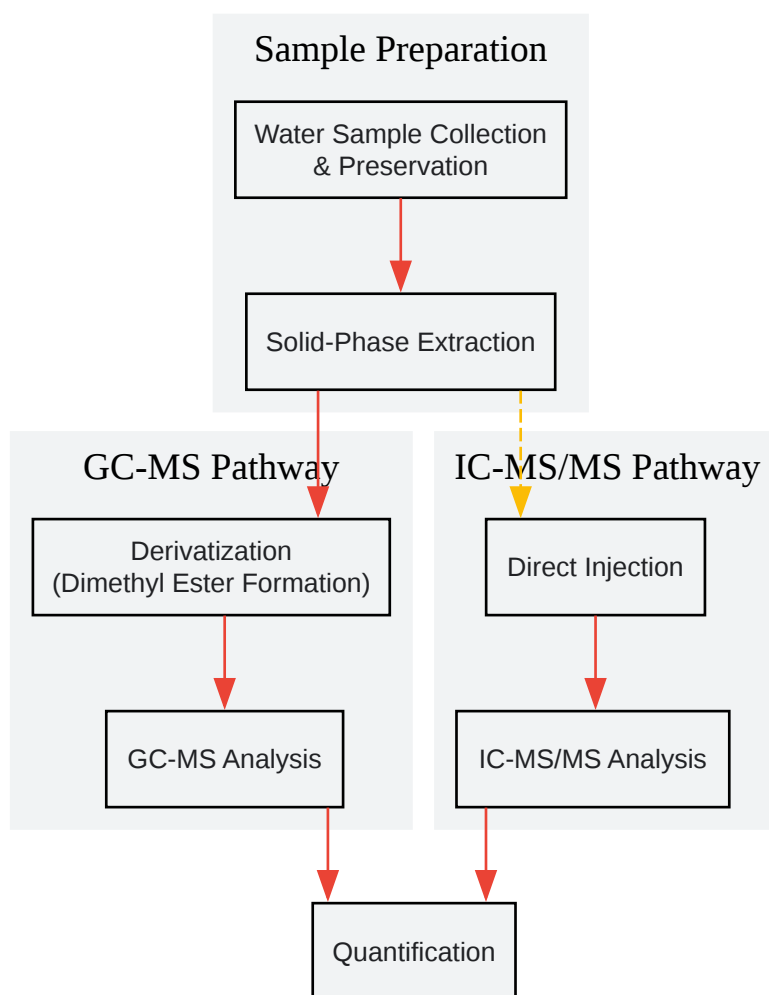 Sample Preparation
Water Sample Collection
& Preservation
Solid-Phase Extraction
GC-MS Pathway
Derivatization
(Dimethyl Ester Formation)
GC-MS Analysis
IC-MS/MS Pathway
Direct Injection
IC-MS/MS Analysis
Quantification